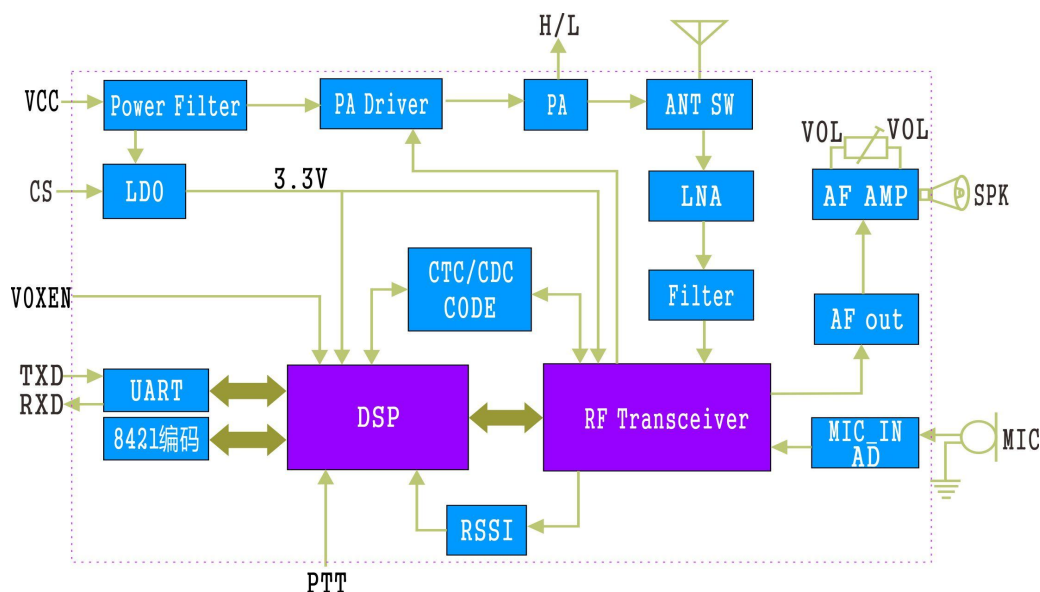 H/L
VCC
Power Filter
PA Driver
PA
ANT SW
VOL
VOL
CS
LDO
3.3V
LNA
AF AMP
SPK
VOXEN
CTC/CDC
CODE
Filter
AF out
TXD
RXD
UART
8421编码
DSP
RF Transceiver
MIC_IN
AD
MIC
RSSI
PTT